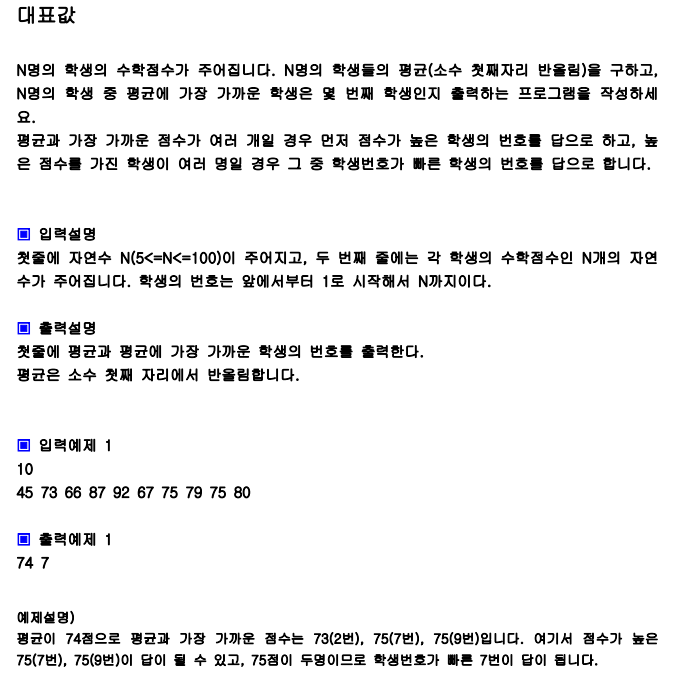 대표값
N명의 학생의 수학점수가 주어집니다. N명의 학생들의 평균(소수 첫째자리 반올림)을 구하고,
N명의 학생 중 평균에 가장 가까운 학생은 몇 번째 학생인지 출력하는 프로그램을 작성하세
요.
평균과 가장 가까운 점수가 여러 개일 경우 먼저 점수가 높은 학생의 번호를 답으로 하고, 높
은 점수를 가진 학생이 여러 명일 경우 그 중 학생번호가 빠른 학생의 번호를 답으로 합니다.
▣ 입력설명
첫줄에 자연수 N(5<=N<=100)이 주어지고, 두 번째 줄에는 각 학생의 수학점수인 N개의 자연
수가 주어집니다. 학생의 번호는 앞에서부터 1로 시작해서 N까지이다.
▣ 출력설명
첫줄에 평균과 평균에 가장 가까운 학생의 번호를 출력한다.
평균은 소수 첫째 자리에서 반올림합니다.
▣ 입력예제 1
10
45 73 66 87 92 67 75 79 75 80
▣ 출력예제 1
74 7
예제설명)
평균이 74점으로 평균과 가장 가까운 점수는 73(2번), 75(7번), 75(9번)입니다. 여기서 점수가 높은
75(7번), 75(9번)이 답이 될 수 있고, 75점이 두명이므로 학생번호가 빠른 7번이 답이 됩니다.